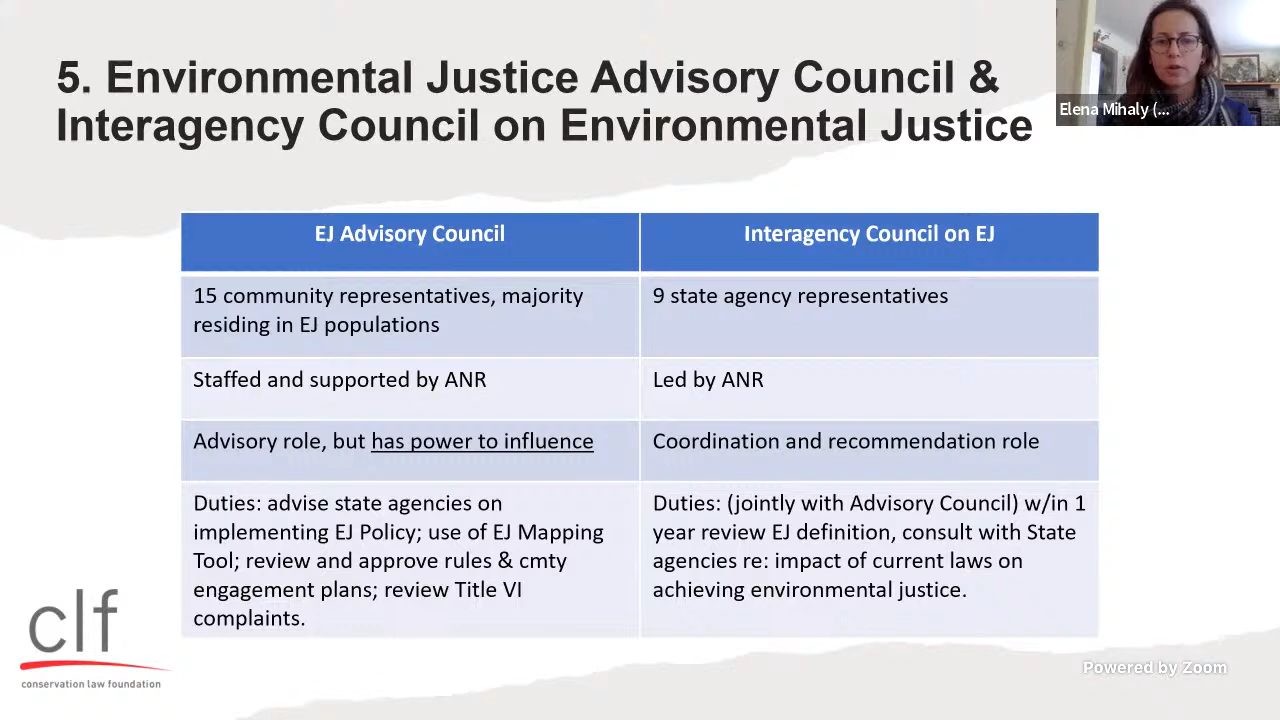 5. Environmental Justice Advisory Council &
Interagency Council on Environmental Justice
Elena Mihaly (...
EJ Advisory Council
Interagency Council on EJ
15 community representatives, majority
residing in EJ populations
9 state agency representatives
Staffed and supported by ANR
Led by ANR
Advisory role, but has power to influence
Coordination and recommendation role
Duties: advise state agencies on
implementing EJ Policy; use of EJ Mapping
Tool; review and approve rules & cmty
engagement plans; review Title VI
complaints.
Duties: (jointly with Advisory Council) w/in 1
year review EJ definition, consult with State
agencies re: impact of current laws on
achieving environmental justice.
clf
conservation law foundation
Powered by Zoom